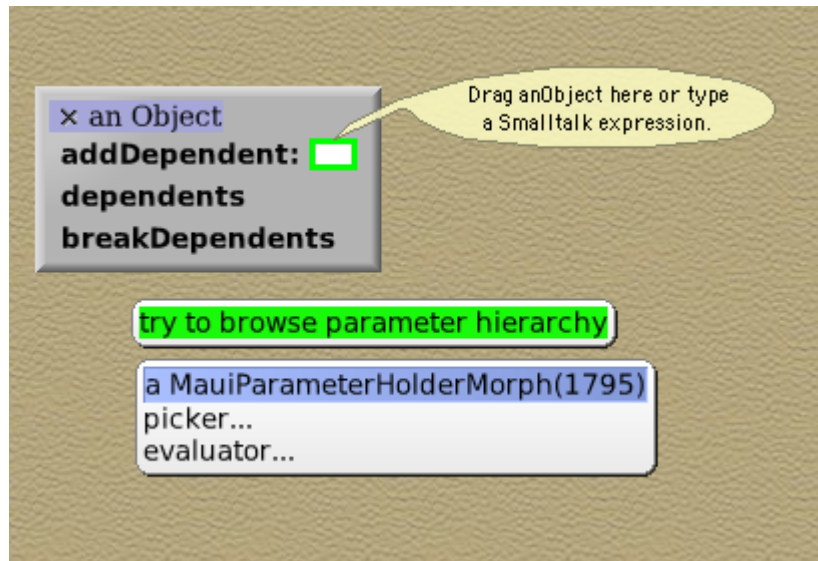 × an Object
addDependent:
dependents
breakDependents
Drag anObject here or type
a Smalltalk expression.
try to browse parameter hierarchy
a MauiParameterHolderMorph(1795)
picker...
evaluator...